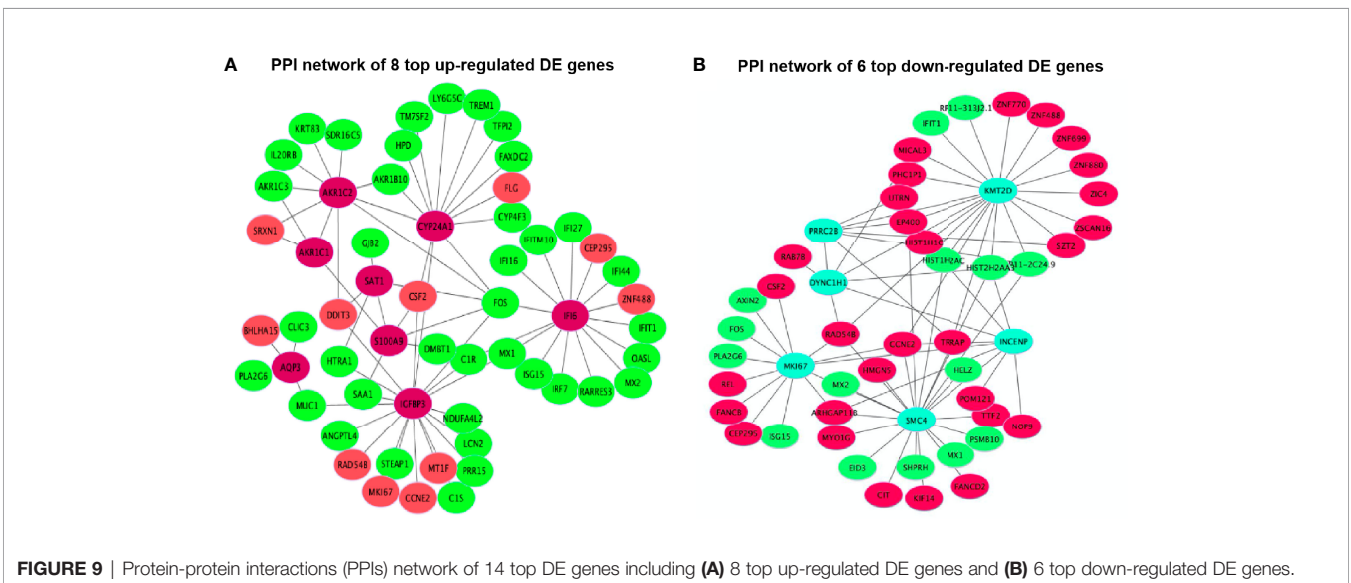 A PPI network of 8 top up-regulated DE genes
B PPI network of 6 top down-regulated DE genes
LY6G5C
TREM1
TM7SF2
TFPI2
KRT83
SDR16C5
HPD
FAXDC2
IL20RB
AKR1B10
FLG
AKR1C3
AKR1C2
CYP4F3
CYP24A1
IFI27
SRXN1
IFITM10
CEP295
GJB2
AKR1C1
IFI16
IFI44
SAT1
CSF2
FOS
ZNF488
DDIT3
IFI6
BHLHA15
CLIC3
IFIT1
S100A9
DMBT1
C1R
MX1
OASL
HTRA1
AQP3
PLA2G6
ISG15
IRF7
RARRES3
MX2
SAA1
MUC1
IGFBP3
NDUFA4L2
ANGPTL4
LCN2
RAD54B
STEAP1
MT1F
PRR15
MKI67
CCNE2
C1S
RP11-313J2.1
ZNF770
IFIT1
ZNF488
ZNF699
MICAL3
PHC1P1
ZNF880
UTRN
KMT2D
ZIC4
EP400
PRRC2B
ZSCAN16
SZT2
HIST1H2AC
HIST2H2AA3
RAB7B
DYNC1H1
CSF2
AXIN2
FOS
RAD54B
CCNE2
TRRAP
INCENP
PLA2G6
MKI67
HMGN5
HELZ
REL
MX2
POM121
FANCB
ARHGAP11B
SMC4
TTF2
NOP9
CEP295
ISG15
MYO1G
PSMB10
MX1
EID3
SHPRH
FANCD2
CIT
KIF14
FIGURE 9 | Protein-protein interactions (PPIs) network of 14 top DE genes including (A) 8 top up-regulated DE genes and (B) 6 top down-regulated DE genes.